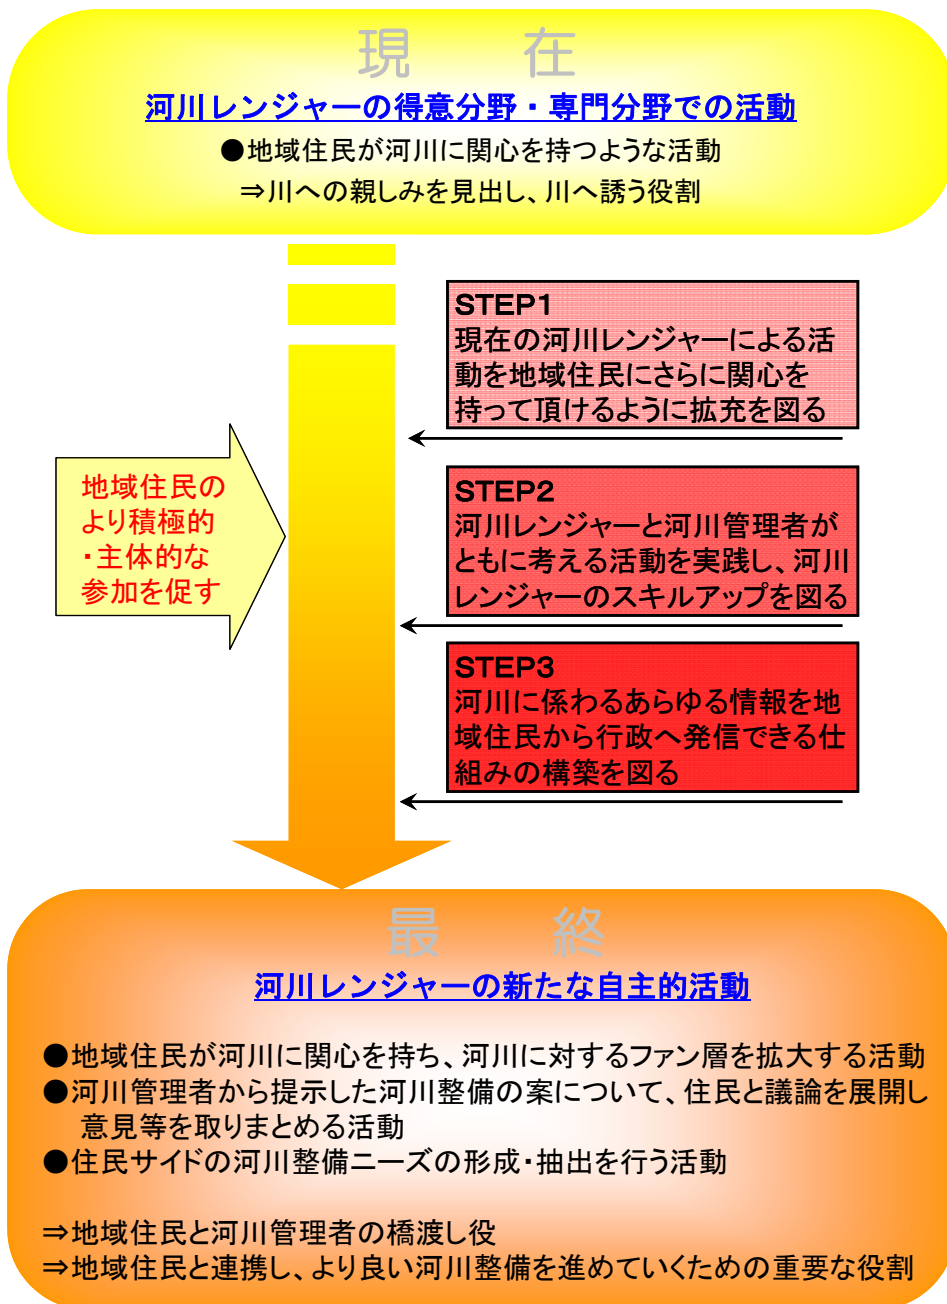 現　在
河川レンジャーの得意分野・専門分野での活動
●地域住民が河川に関心を持つような活動
⇒川への親しみを見出し、川へ誘う役割
STEP1
現在の河川レンジャーによる活
動を地域住民にさらに関心を
持って頂けるように拡充を図る
地域住民の
より積極的
・主体的な
参加を促す
STEP2
河川レンジャーと河川管理者が
ともに考える活動を実践し、河川
レンジャーのスキルアップを図る
STEP3
河川に係わるあらゆる情報を地
域住民から行政へ発信できる仕
組みの構築を図る
最　終
河川レンジャーの新たな自主的活動
●地域住民が河川に関心を持ち、河川に対するファン層を拡大する活動
●河川管理者から提示した河川整備の案について、住民と議論を展開し
意見等を取りまとめる活動
●住民サイドの河川整備ニーズの形成・抽出を行う活動
⇒地域住民と河川管理者の橋渡し役
⇒地域住民と連携し、より良い河川整備を進めていくための重要な役割